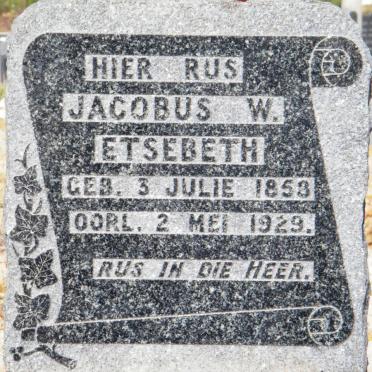 HIER RUS
JACOBUS W.
ETSEBETH
GEB. 3 JULIE 1858
OORL. 2 MEI 1929.
RUS IN DIE HEER.